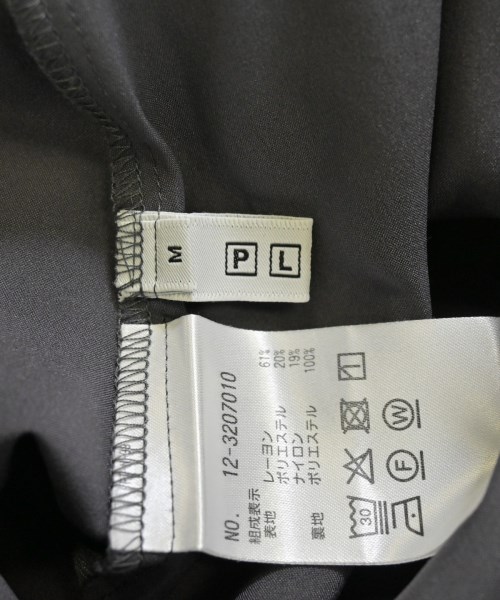 M
P L
NO. 12-3207010
組成表示
表地 レーヨン 61%
ポリエステル 20%
ナイロン 19%
裏地 ポリエステル 100%
30
F
W